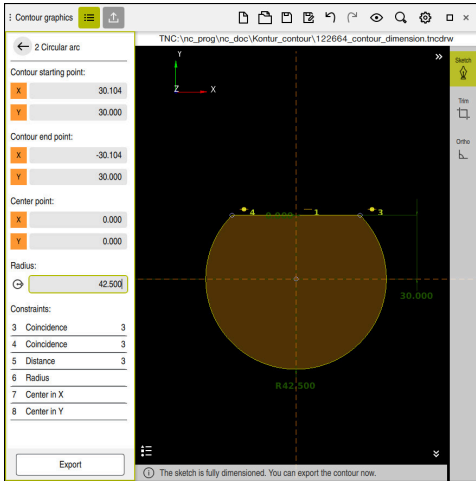 Contour graphics
TNC:\nc_prog\nc_doc\Kontur_contour\122664_contour_dimension.tncdrw
2 Circular arc
Contour starting point:
X 30.104
Y 30.000
Contour end point:
X -30.104
Y 30.000
Center point:
X 0.000
Y 0.000
Radius:
42.500
Constraints:
3 Coincidence 3
4 Coincidence 3
5 Distance 3
6 Radius
7 Center in X
8 Center in Y
Export
Y
Z X
4 0.000 1 3
30.000
R42.500
The sketch is fully dimensioned. You can export the contour now.
Sketch
Trim
Ortho